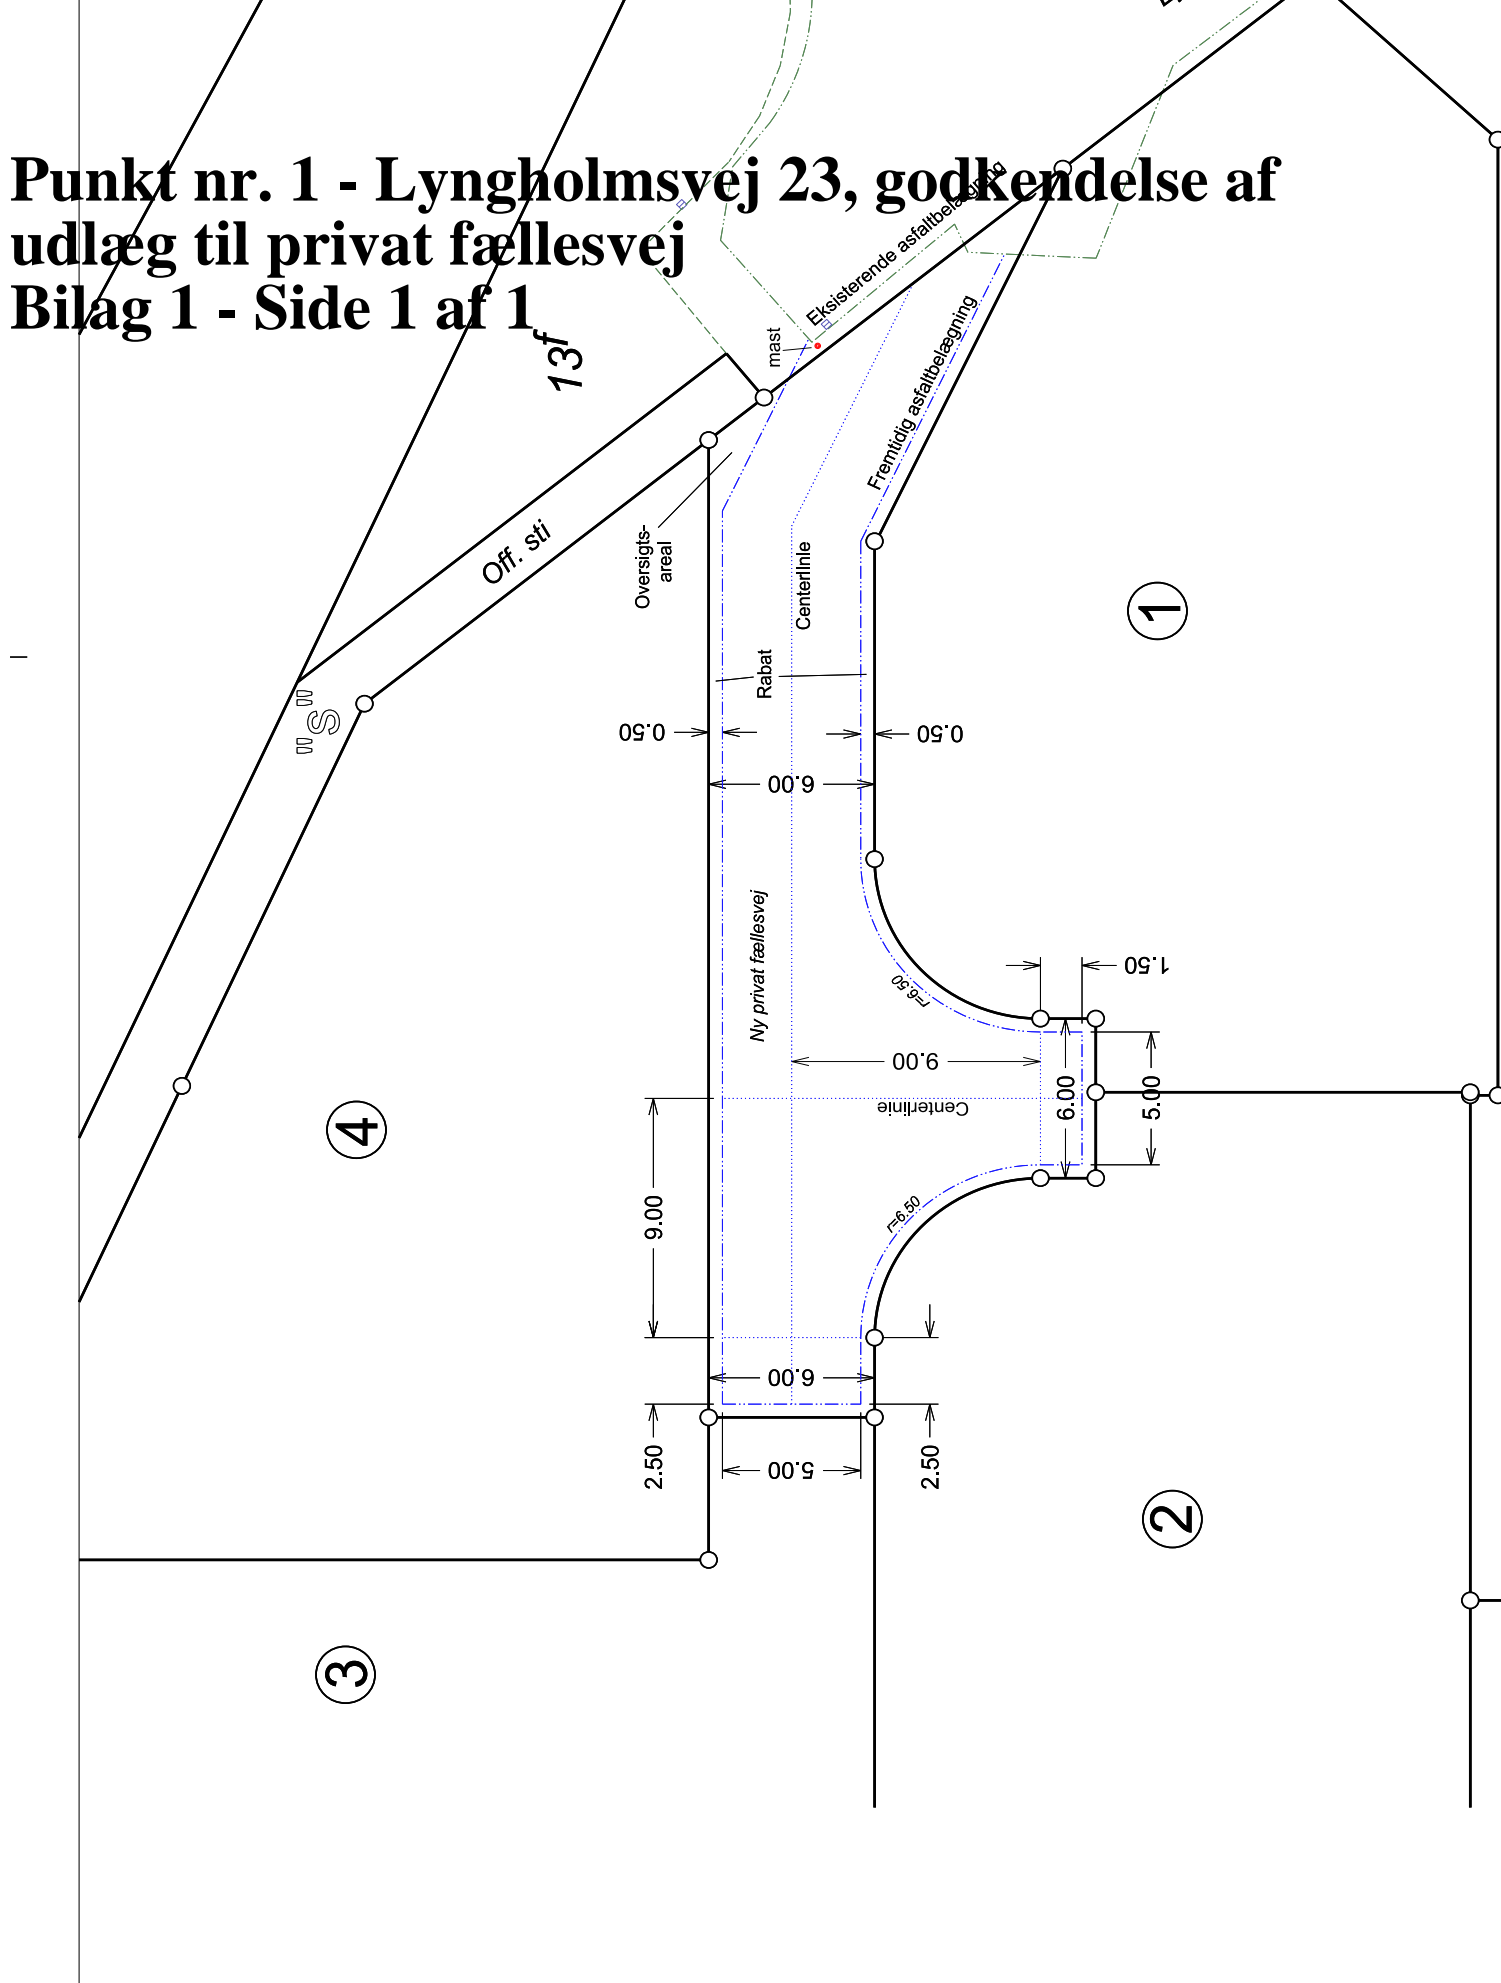 Punkt nr. 1 - Lyngholmsvej 23, godkendelse af
udlæg til privat fællesvej
Bilag 1 - Side 1 af 1
13f
mast
Eksisterende asfaltbelægning
Fremtidig asfaltbelægning
Off. sti
Oversigts-
areal
Centerlinie
1
Rabat
"S"
0.50
0.50
6.00
Ny privat fællesvej
1.50
r=6.50
9.00
6.00
5.00
Centerlinie
4
9.00
r=6.50
6.00
2.50
5.00
2.50
2
3